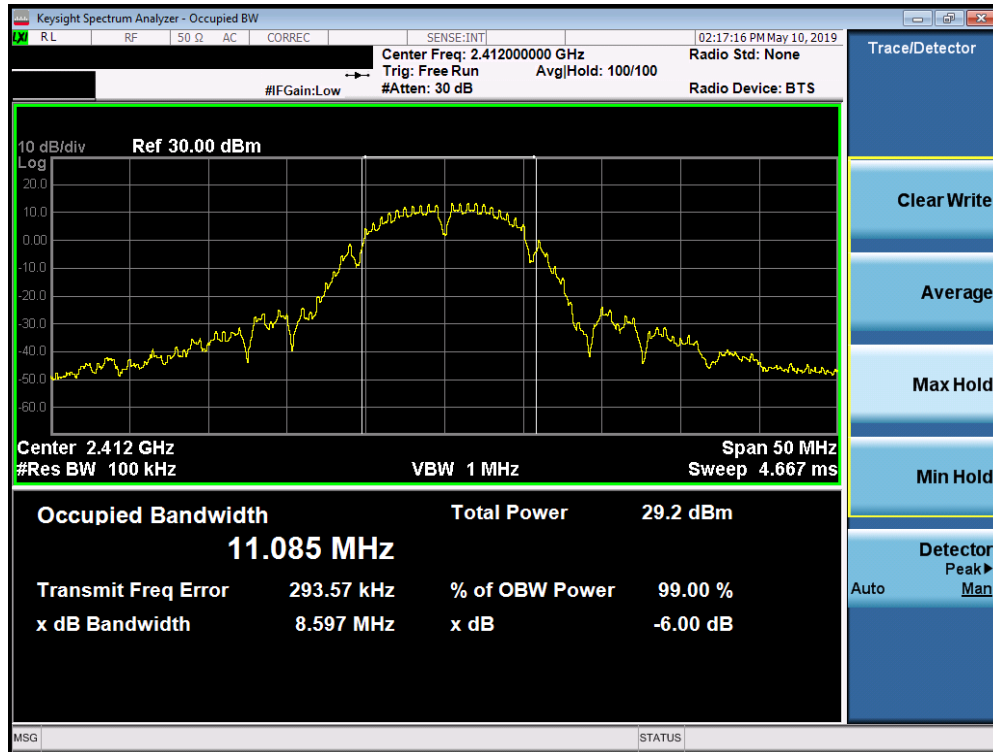 Keysight Spectrum Analyzer - Occupied BW
LXI RL RF 50 Ω AC CORREC SENSE:INT 02:17:16 PM May 10, 2019
Center Freq: 2.412000000 GHz Radio Std: None
Trig: Free Run Avg|Hold: 100/100
#IFGain:Low #Atten: 30 dB Radio Device: BTS
10 dB/div Ref 30.00 dBm
Log
20.0
10.0
0.00
-10.0
-20.0
-30.0
-40.0
-50.0
-60.0
Center 2.412 GHz Span 50 MHz
#Res BW 100 kHz VBW 1 MHz Sweep 4.667 ms
Occupied Bandwidth Total Power 29.2 dBm
11.085 MHz
Transmit Freq Error 293.57 kHz % of OBW Power 99.00 %
x dB Bandwidth 8.597 MHz x dB -6.00 dB
MSG STATUS
Trace/Detector
Clear Write
Average
Max Hold
Min Hold
Detector
Peak▶
Auto Man